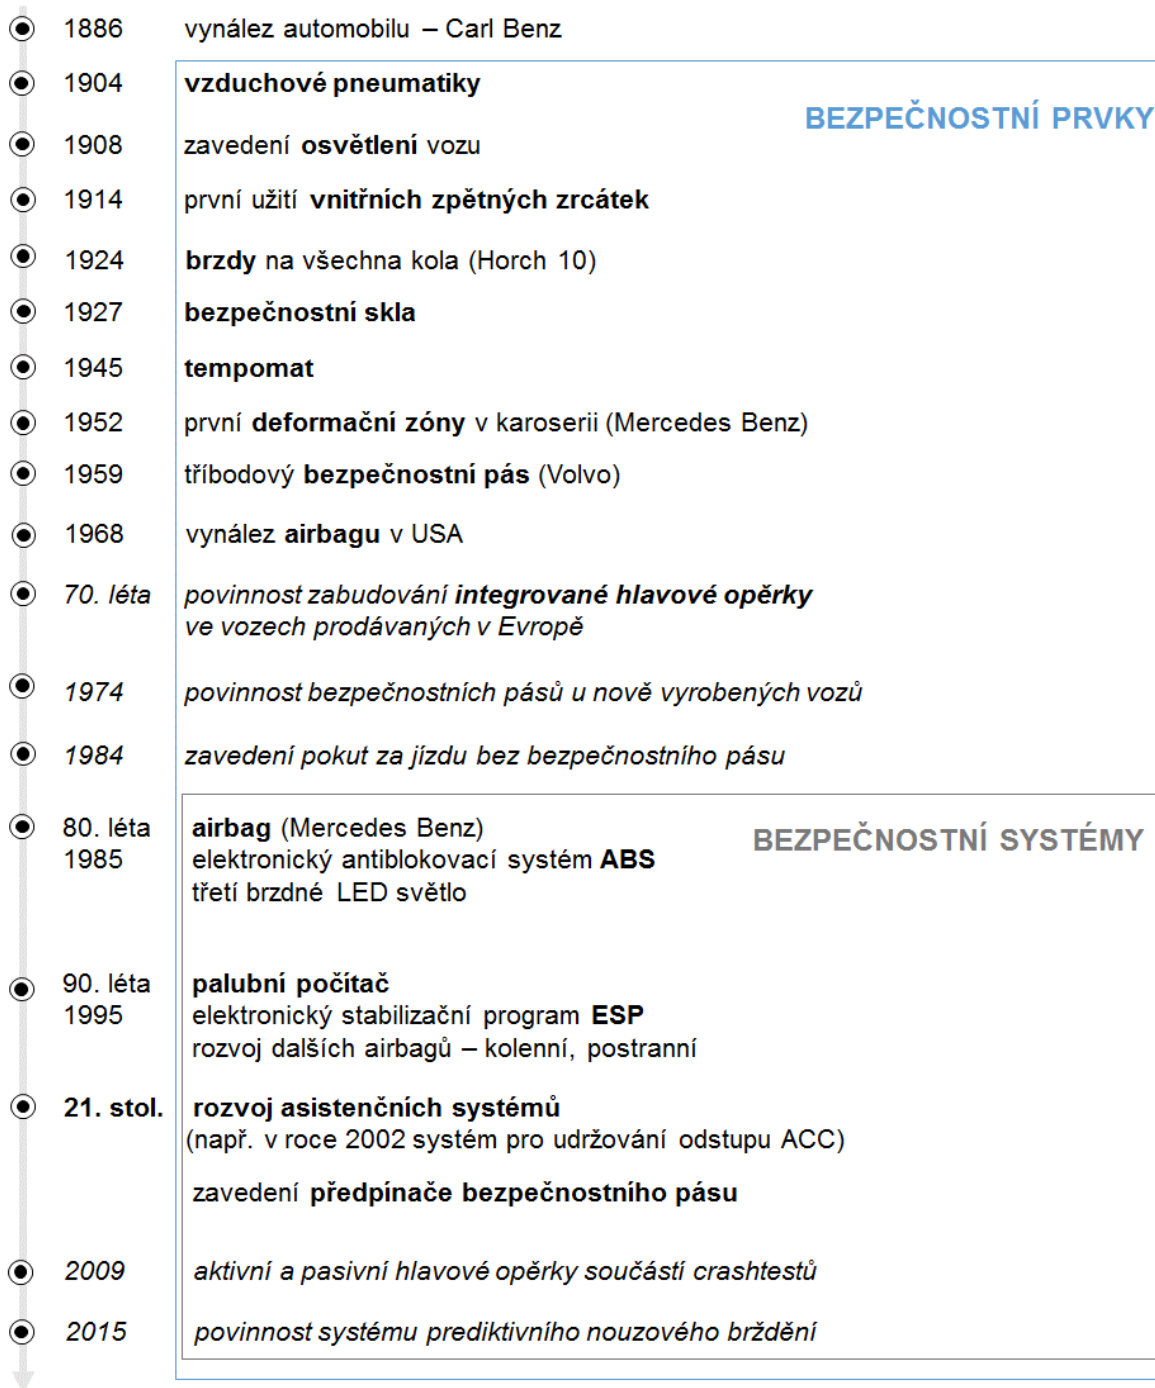 1886 vynález automobilu – Carl Benz
1904 vzduchové pneumatiky
BEZPEČNOSTNÍ PRVKY
1908 zavedení osvětlení vozu
1914 první užití vnitřních zpětných zrcátek
1924 brzdy na všechna kola (Horch 10)
1927 bezpečnostní skla
1945 tempomat
1952 první deformační zóny v karoserii (Mercedes Benz)
1959 tříbodový bezpečnostní pás (Volvo)
1968 vynález airbagu v USA
70. léta povinnost zabudování integrované hlavové opěrky
ve vozech prodávaných v Evropě
1974 povinnost bezpečnostních pásů u nově vyrobených vozů
1984 zavedení pokut za jízdu bez bezpečnostního pásu
80. léta airbag (Mercedes Benz)
BEZPEČNOSTNÍ SYSTÉMY
1985 elektronický antiblokovací systém ABS
třetí brzdné LED světlo
90. léta palubní počítač
1995 elektronický stabilizační program ESP
rozvoj dalších airbagů – kolenní, postranní
21. stol. rozvoj asistenčních systémů
(např. v roce 2002 systém pro udržování odstupu ACC)
zavedení předpínače bezpečnostního pásu
2009 aktivní a pasivní hlavové opěrky součástí crashtestů
2015 povinnost systému prediktivního nouzového brždění